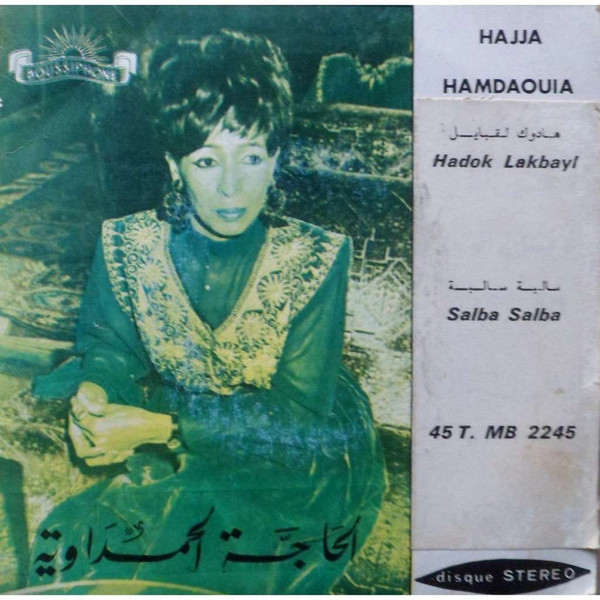 BOUSSIPHONE
HAJJA
HAMDAOUIA
هادوك لقبايل
Hadok Lakbayl
سالبة سالبة
Salba Salba
45 T. MB 2245
الحاجة الحمداوية
disque STEREO